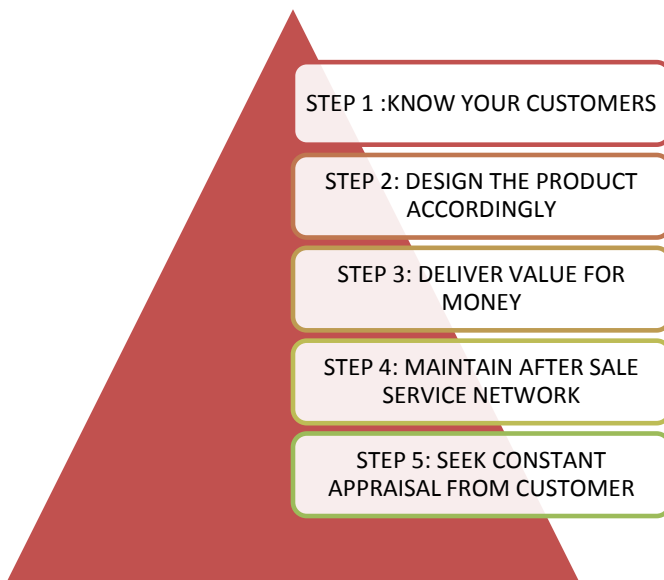 STEP 1 :KNOW YOUR CUSTOMERS
STEP 2: DESIGN THE PRODUCT
ACCORDINGLY
STEP 3: DELIVER VALUE FOR
MONEY
STEP 4: MAINTAIN AFTER SALE
SERVICE NETWORK
STEP 5: SEEK CONSTANT
APPRAISAL FROM CUSTOMER